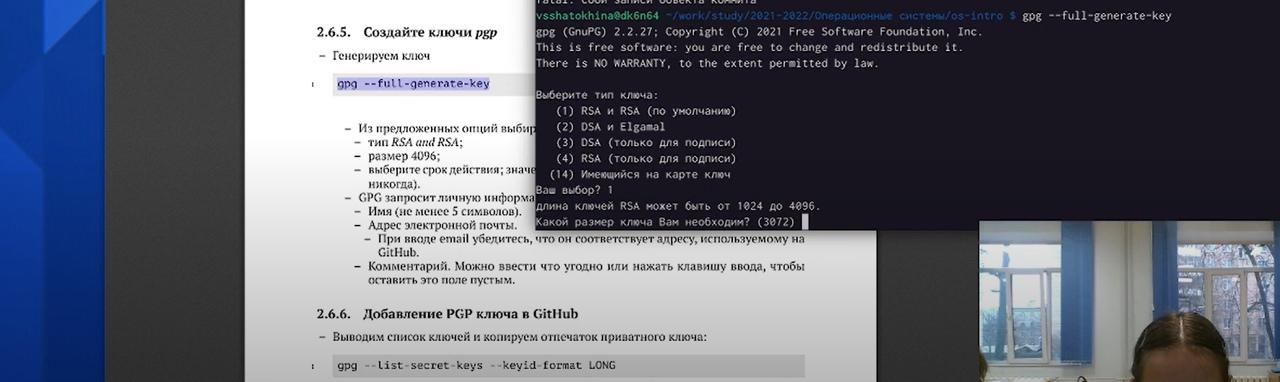 2.6.5. Создайте ключи pgp
– Генерируем ключ
gpg --full-generate-key
– Из предложенных опций
– тип RSA and RSA;
– размер 4096;
– выберите срок действия;
никогда).
– GPG запросит личную
– Имя (не менее 5 символов).
– Адрес электронной почты.
– При вводе email убедитесь, что он соответствует адресу, используемому на
GitHub.
– Комментарий. Можно ввести что угодно или нажать клавишу ввода, чтобы
оставить это поле пустым.
2.6.6. Добавление PGP ключа в GitHub
– Выводим список ключей и копируем отпечаток приватного ключа:
gpg --list-secret-keys --keyid-format LONG
vsshatokhina@dk6n64 ~/work/study/2021-2022/Операционные системы/os-intro $ gpg --full-generate-key
gpg (GnuPG) 2.2.27; Copyright (C) 2021 Free Software Foundation, Inc.
This is free software: you are free to change and redistribute it.
There is NO WARRANTY, to the extent permitted by law.
Выберите тип ключа:
(1) RSA и RSA (по умолчанию)
(2) DSA и Elgamal
(3) DSA (только для подписи)
(4) RSA (только для подписи)
(14) Имеющийся на карте ключ
Ваш выбор? 1
длина ключей RSA может быть от 1024 до 4096.
Какой размер ключа Вам необходим? (3072)